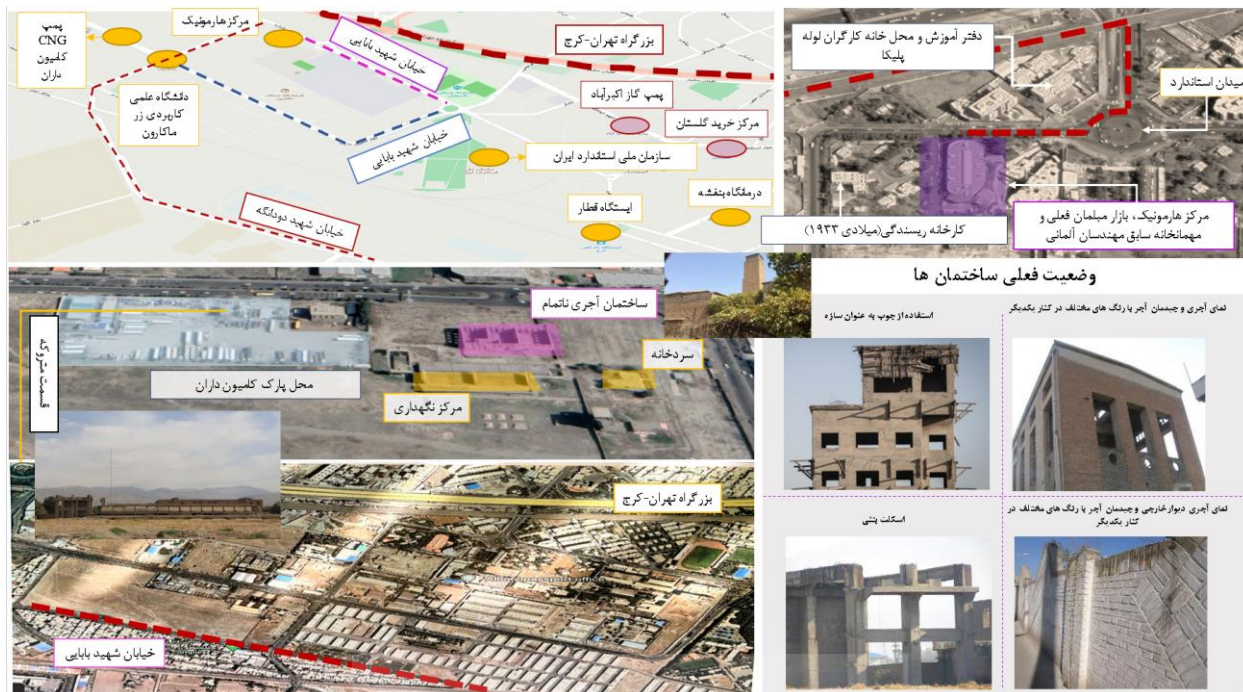 پمپ
CNG
کامیون
داران
مرکز هارمونیک
خیابان شهید بابایی
بزرگراه تهران-کرج
دانشگاه علمی
کاربردی زر
ماکارون
پمپ گاز اکبرآباد
مرکز خرید گلستان
خیابان شهید بابایی
سازمان ملی استاندارد ایران
ایستگاه قطار
درمانگاه بنفشه
خیابان شهید دودانگه
دفتر آموزش و محل خانه کارگران لوله
پلیکا
میدان استاندارد
کارخانه ریسندگی(میلادی ۱۹۳۳)
مرکز هارمونیک، بازار مبلمان فعلی و
مهمانخانه سابق مهندسان آلمانی
ساختمان آجری ناتمام
سردخانه
محل پارک کامیون داران
مرکز نگهداری
قسمت متروکه
بزرگراه تهران-کرج
خیابان شهید بابایی
وضعیت فعلی ساختمان ها
نمای آجری و چیدمان آجر با رنگ های مختلف در کنار یکدیگر
استفاده از چوب به عنوان سازه
نمای آجری دیوار خارجی و چیدمان آجر با رنگ های مختلف در
کنار یکدیگر
اسکلت بتنی